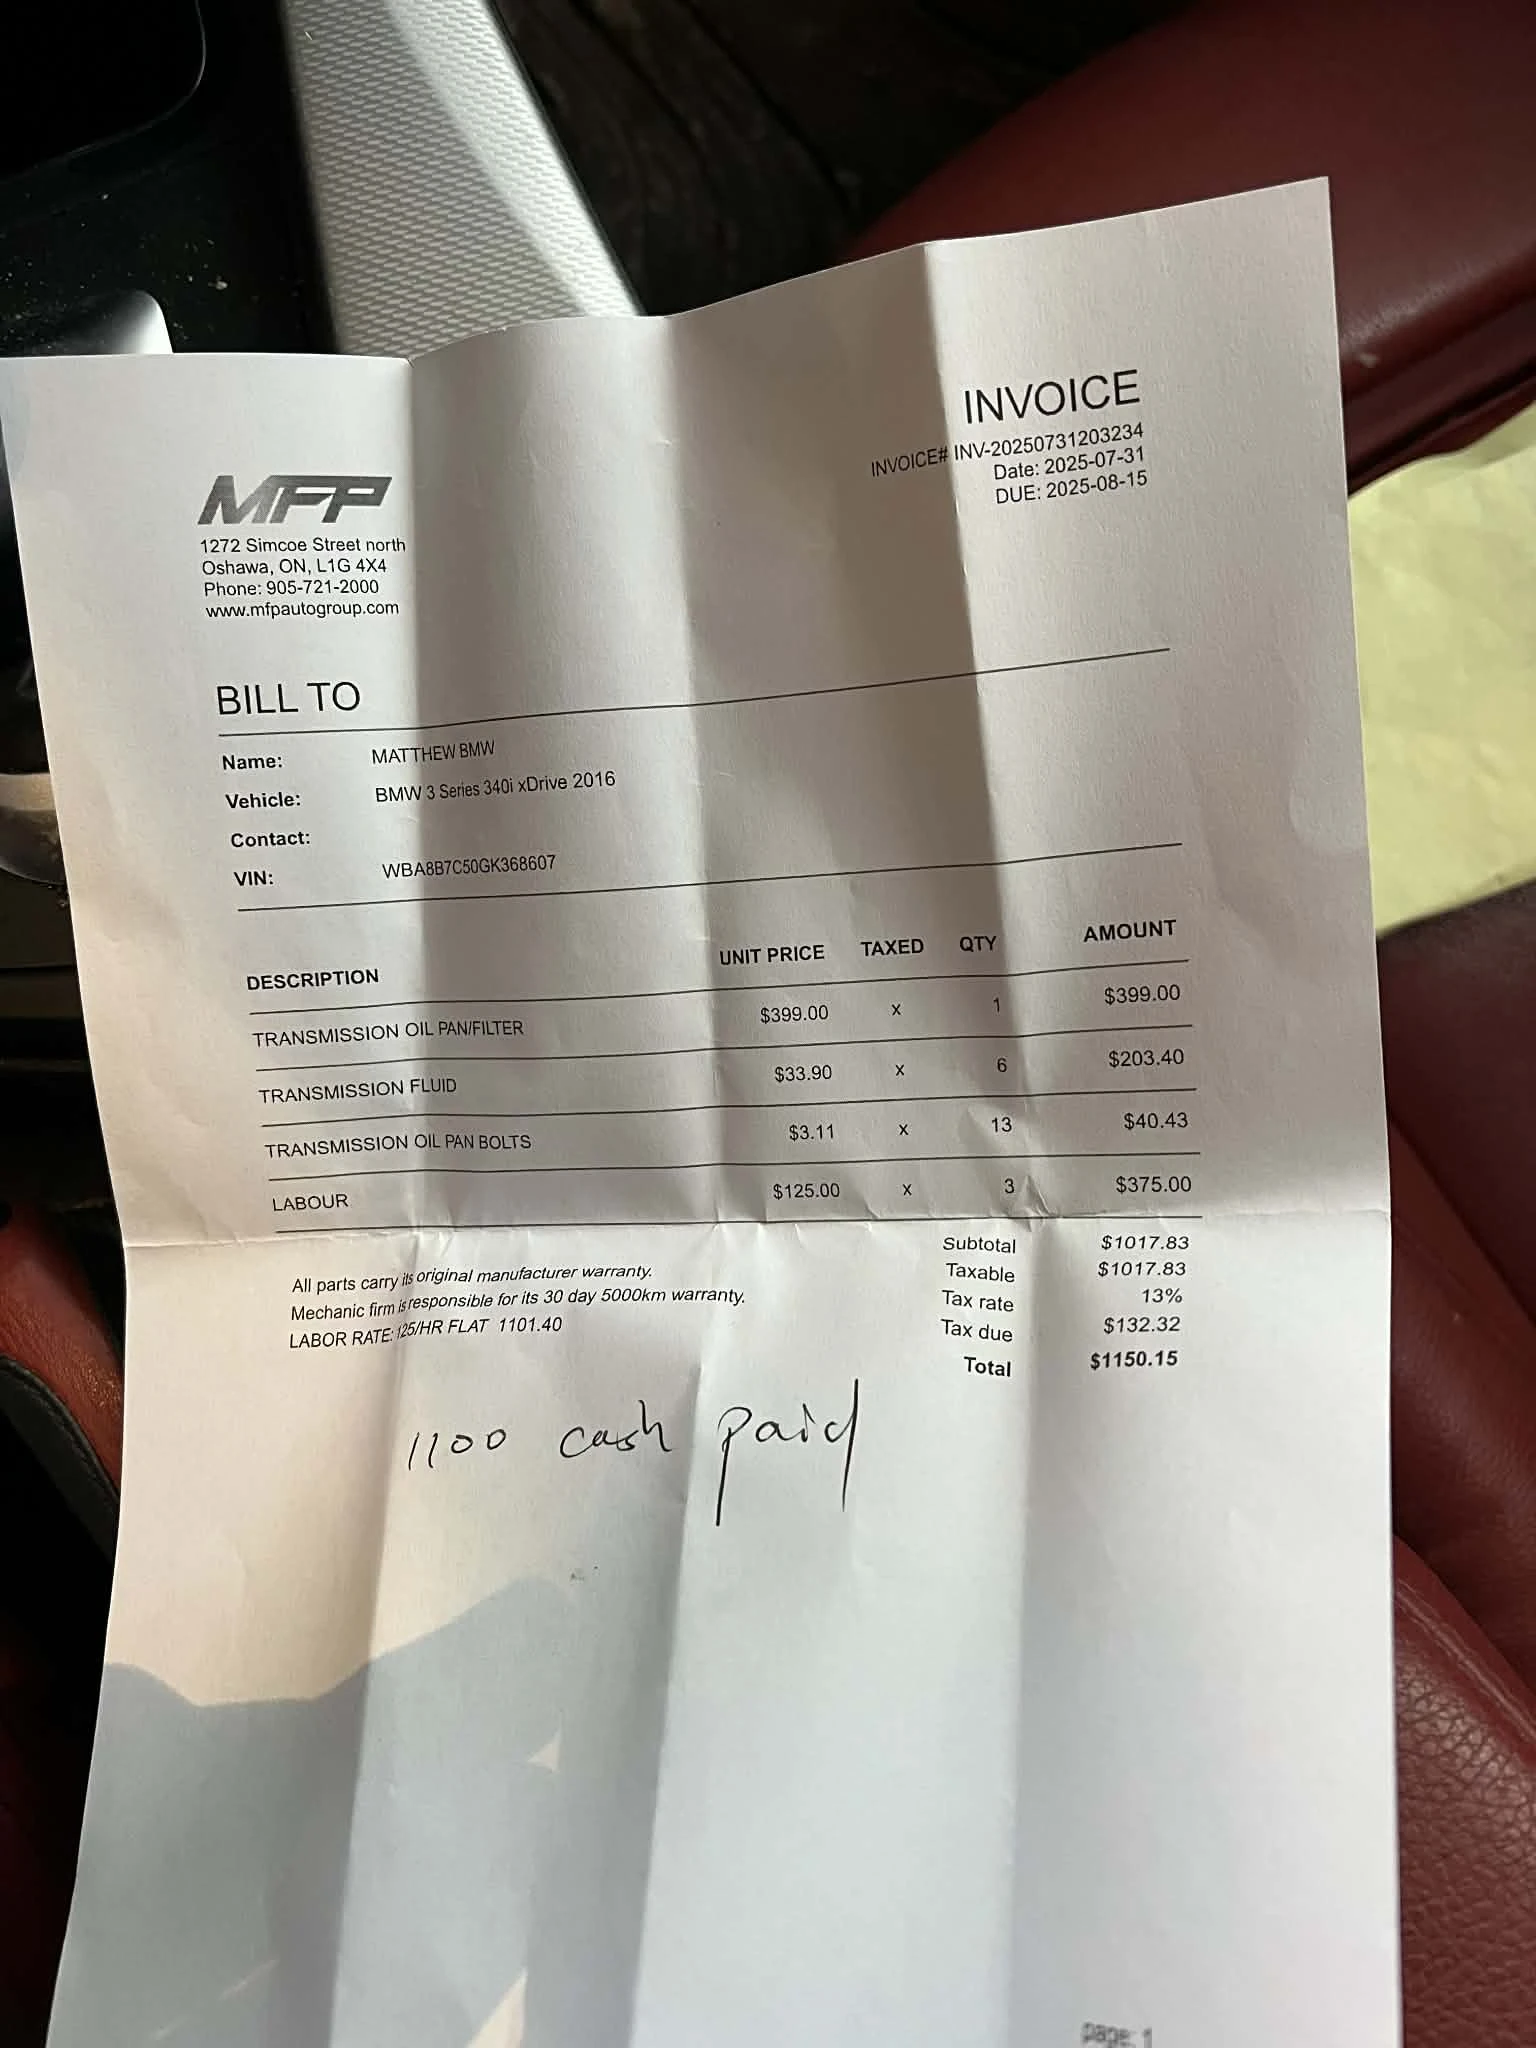 INVOICE
INVOICE# INV-20250731203234
Date: 2025-07-31
DUE: 2025-08-15
MFP
1272 Simcoe Street north
Oshawa, ON, L1G 4X4
Phone: 905-721-2000
www.mfpautogroup.com
BILL TO
Name: MATTHEW BMW
Vehicle: BMW 3 Series 340i xDrive 2016
Contact:
VIN: WBA8B7C50GK368607
DESCRIPTION UNIT PRICE TAXED QTY AMOUNT
TRANSMISSION OIL PAN/FILTER $399.00 x 1 $399.00
TRANSMISSION FLUID $33.90 x 6 $203.40
TRANSMISSION OIL PAN BOLTS $3.11 x 13 $40.43
LABOUR $125.00 x 3 $375.00
Subtotal $1017.83
Taxable $1017.83
Tax rate 13%
Tax due $132.32
Total $1150.15
All parts carry its original manufacturer warranty.
Mechanic firm is responsible for its 30 day 5000km warranty.
LABOR RATE: 125/HR FLAT 1101.40
1100 cash paid
page: 1